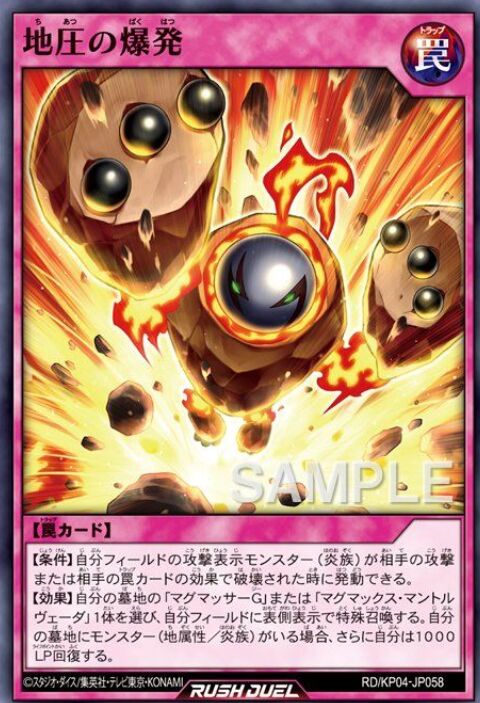 地圧の爆発
トラップ
罠
SAMPLE
【罠カード】
【条件】自分フィールドの攻撃表示モンスター(炎族)が相手の攻撃
または相手の罠カードの効果で破壊された時に発動できる。
【効果】自分の墓地の「マグマッサーG」または「マグマックス・マントル
ヴェーダ」1体を選び、自分フィールドに表側表示で特殊召喚する。自分
の墓地にモンスター(地属性/炎族)がいる場合、さらに自分は1000
LP回復する。
©スタジオ・ダイス/集英社・テレビ東京・KONAMI
RUSH DUEL
RD/KP04-JP058